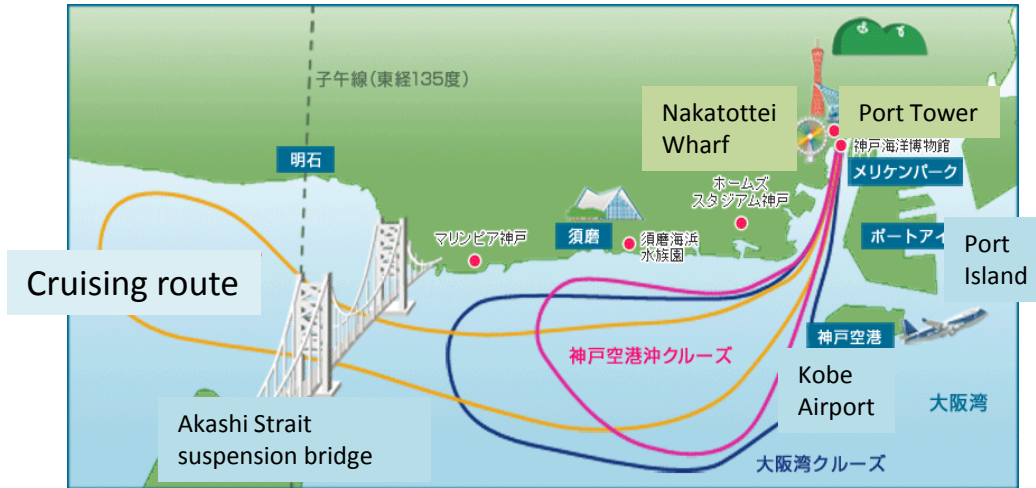 子午線(東経135度)
Nakatottei
Wharf
Port Tower
神戸海洋博物館
メリケンパーク
明石
ホームズ
スタジアム神戸
マリンピア神戸
須磨
須磨海浜
水族園
ポートアイ
Port
Island
Cruising route
神戸空港
神戸空港沖クルーズ
Kobe
Airport
大阪湾
Akashi Strait
suspension bridge
大阪湾クルーズ